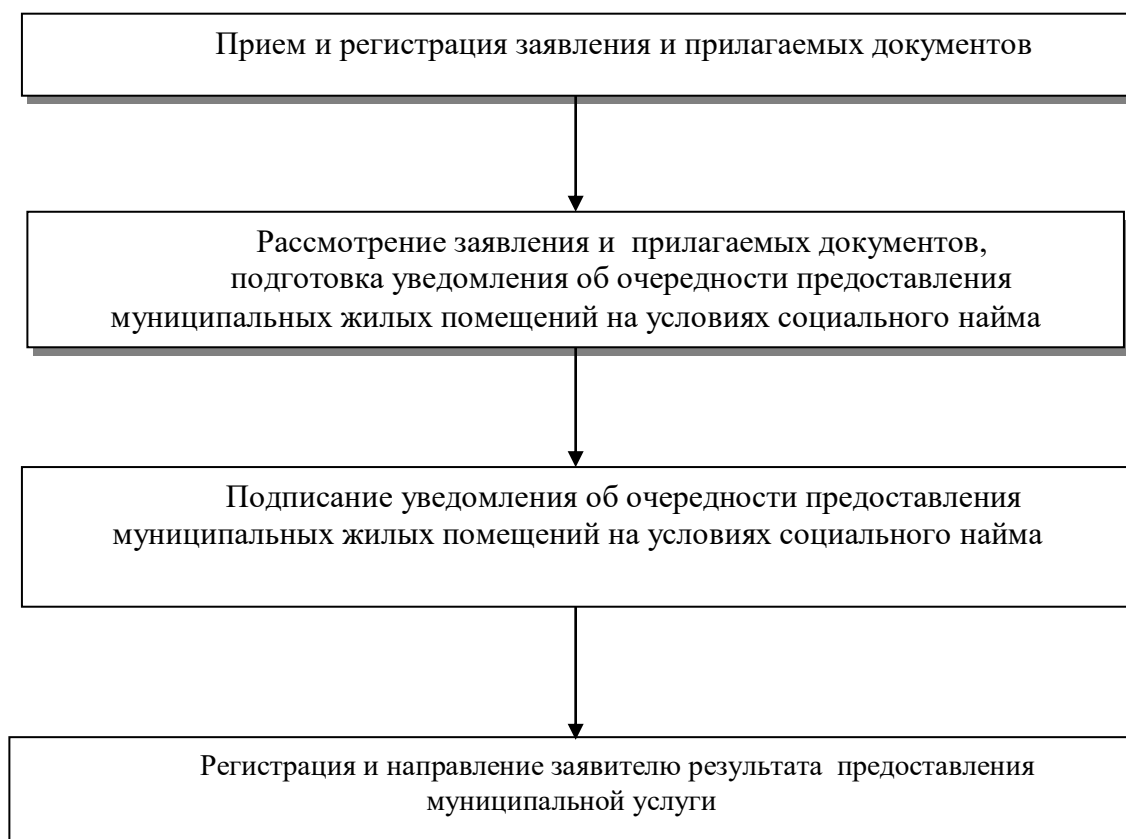 Прием и регистрация заявления и прилагаемых документов
Рассмотрение заявления и прилагаемых документов,
подготовка уведомления об очередности предоставления
муниципальных жилых помещений на условиях социального найма
Подписание уведомления об очередности предоставления
муниципальных жилых помещений на условиях социального найма
Регистрация и направление заявителю результата предоставления
муниципальной услуги